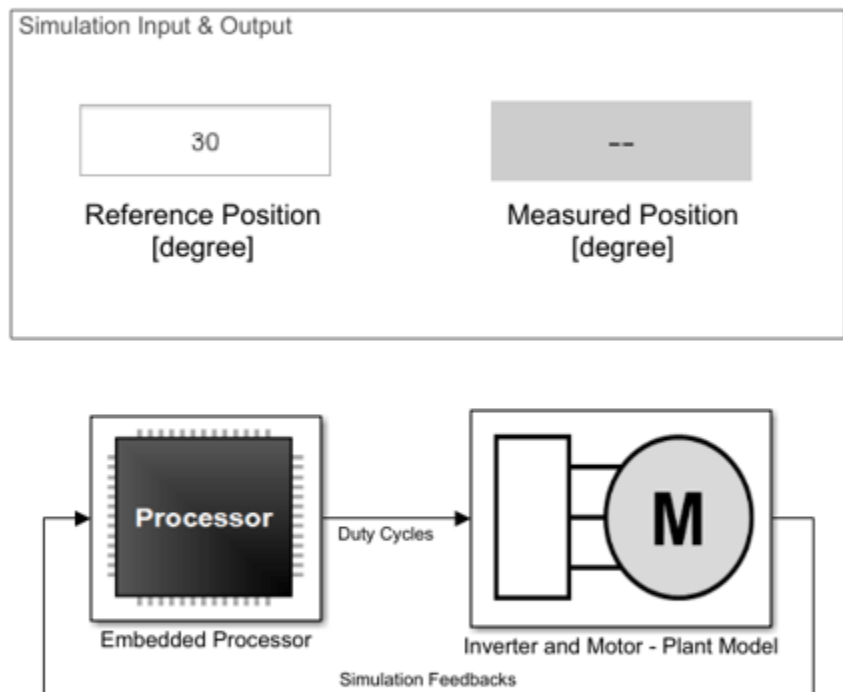 Simulation Input & Output
30
--
Reference Position
[degree]
Measured Position
[degree]
Processor
Duty Cycles
M
Embedded Processor
Inverter and Motor - Plant Model
Simulation Feedbacks